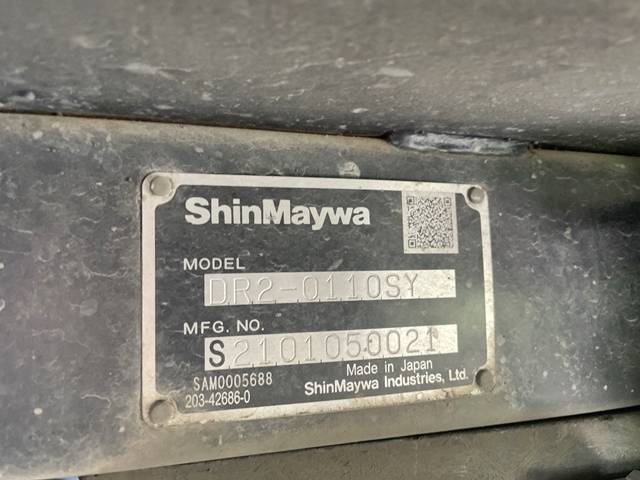 ShinMaywa
MODEL
DR2-0110SY
MFG. NO.
S2101050021
Made in Japan
SAM0005688
ShinMaywa Industries, Ltd.
203-42686-0